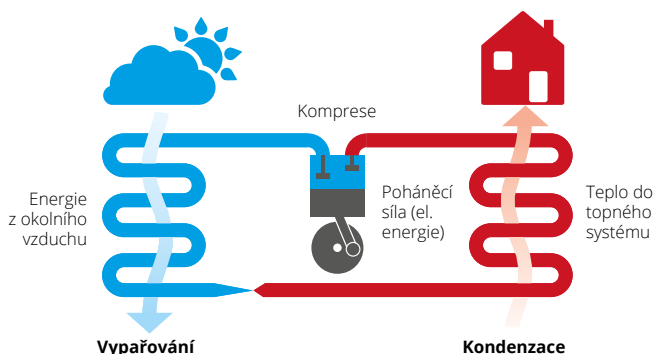 Komprese
Energie
z okolního
vzduchu
Poháněcí
síla (el.
energie)
Teplo do
topného
systému
Vypařování
Kondenzace